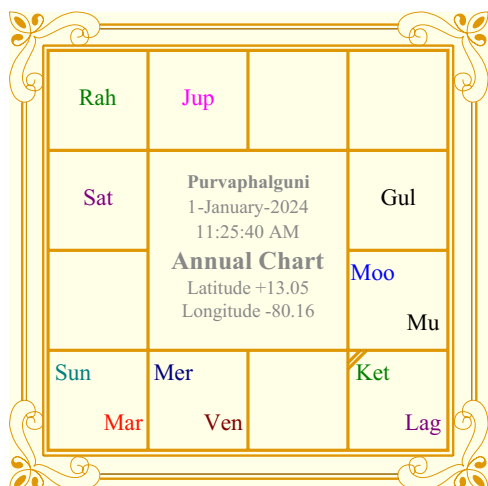 Rah
Jup
Sat
Purvaphalguni
1-January-2024
11:25:40 AM
Annual Chart
Latitude +13.05
Longitude -80.16
Gul
Moo
Mu
Sun
Mar
Mer
Ven
Ket
Lag